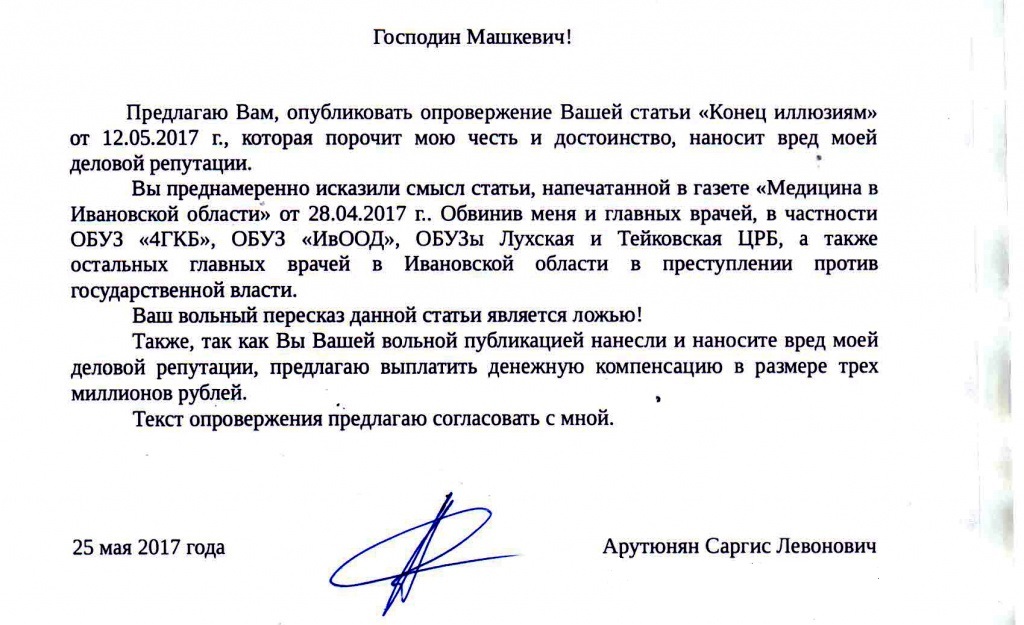 Господин Машкевич!
Предлагаю Вам, опубликовать опровержение Вашей статьи «Конец иллюзиям»
от 12.05.2017 г., которая порочит мою честь и достоинство, наносит вред моей
деловой репутации.
Вы преднамеренно исказили смысл статьи, напечатанной в газете «Медицина в
Ивановской области» от 28.04.2017 г.. Обвинив меня и главных врачей, в частности
ОБУЗ «4ГКБ», ОБУЗ «ИвООД», ОБУЗы Лухская и Тейковская ЦРБ, а также
остальных главных врачей в Ивановской области в преступлении против
государственной власти.
Ваш вольный пересказ данной статьи является ложью!
Также, так как Вы Вашей вольной публикацией нанесли и наносите вред моей
деловой репутации, предлагаю выплатить денежную компенсацию в размере трех
миллионов рублей.
Текст опровержения предлагаю согласовать с мной.
25 мая 2017 года
Арутюнян Саргис Левонович